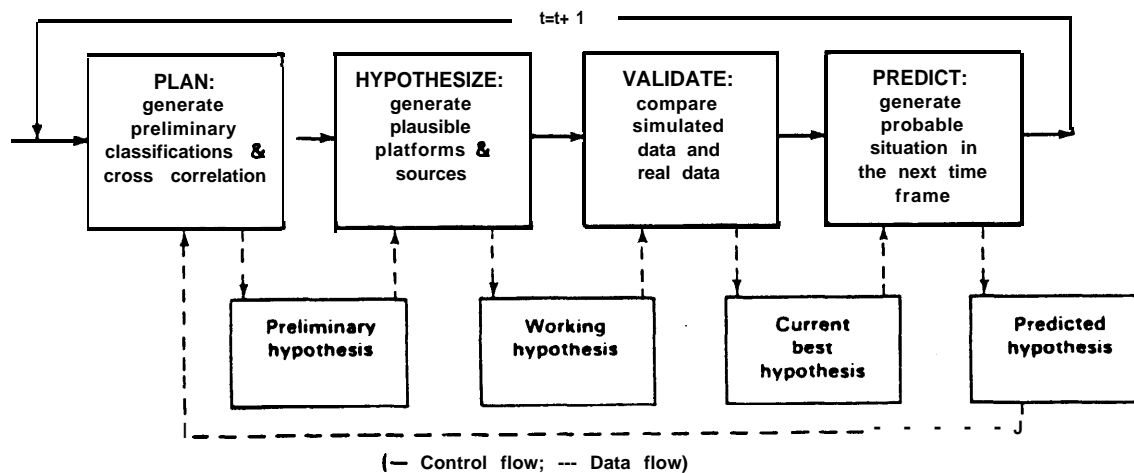 t=t+ 1
PLAN:
generate
preliminary
classifications &
cross correlation
HYPOTHESIZE:
generate
plausible
platforms &
sources
VALIDATE:
compare
simulated
data and
real data
PREDICT:
generate
probable
situation in
the next time
frame
Preliminary
hypothesis
Working
hypothesis
Current
best
hypothesis
Predicted
hypothesis
(— Control flow; --- Data flow)